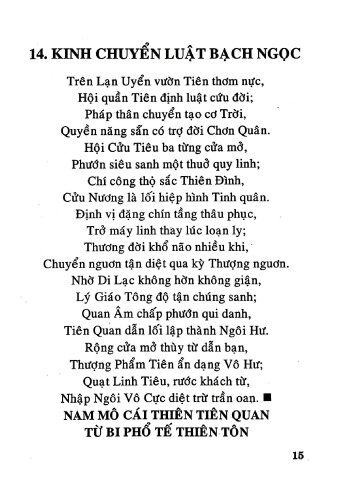 14. KINH CHUYỂN LUẬT BẠCH NGỌC
Trên Lạn Uyển vườn Tiên thơm nực,
Hội quần Tiên định luật cứu đời;
Pháp thân chuyển tạo cơ Trời,
Quyền năng sẵn có trợ đời Chơn Quân.
Hội Cửu Tiêu ba từng cửa mở,
Phướn siêu sanh một thuở quy linh;
Chí công thọ sắc Thiên Đình,
Cửu Nương là lối hiệp hình Tinh quân.
Định vị đặng chín tầng thâu phục,
Trở máy linh thay lúc loạn ly;
Thương đời khổ não nhiều khi,
Chuyển nguơn tận diệt qua kỳ Thượng nguơn.
Nhờ Di Lạc không hờn không giận,
Lý Giáo Tông độ tận chúng sanh;
Quan Âm chấp phướn qui danh,
Tiên Quan dẫn lối lập thành Ngôi Hư.
Rộng cửa mở thùy từ dẫn bạn,
Thượng Phẩm Tiên ẩn dạng Vô Hư;
Quạt Linh Tiêu, rước khách từ,
Nhập Ngôi Vô Cực diệt trừ trần oan. ■
NAM MÔ CÁI THIÊN TIÊN QUAN
TỪ BI PHỔ TẾ THIÊN TÔN
15